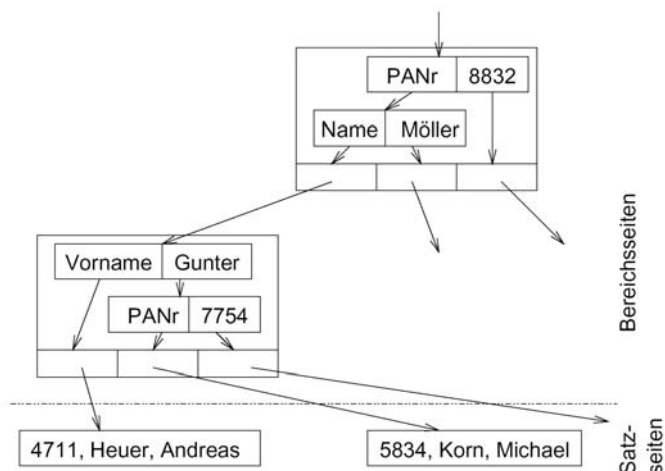 PANr 8832
Name Möller
Vorname Gunter
PANr 7754
Bereichsseiten
4711, Heuer, Andreas
5834, Korn, Michael
Satz-
seiten